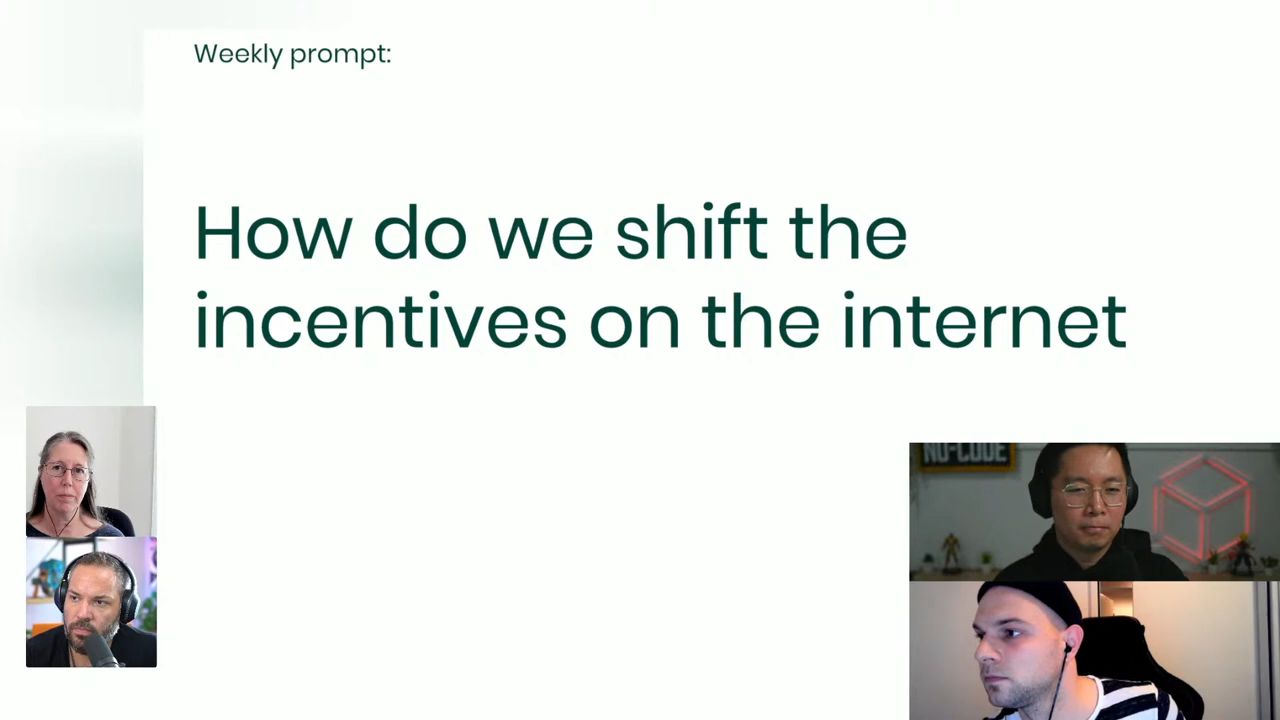 Weekly prompt:
How do we shift the
incentives on the internet
NO-CODE